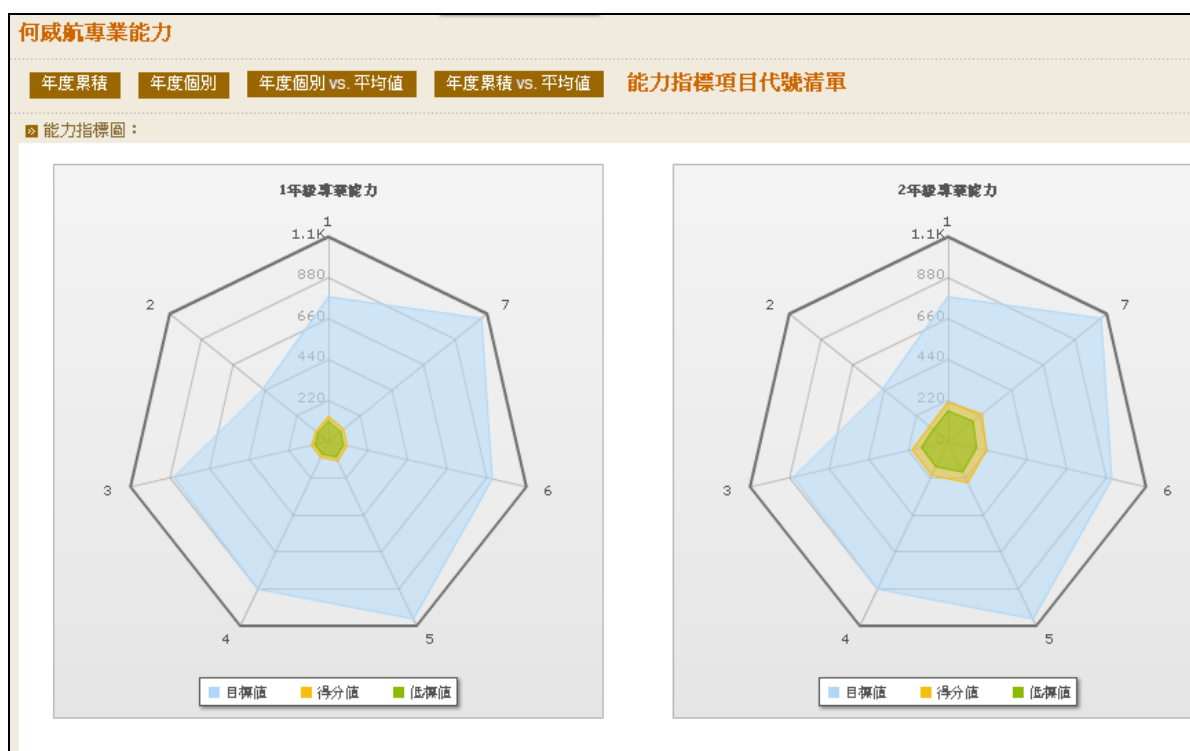 何威航專業能力
年度累積 年度個別 年度個別 vs. 平均值 年度累積 vs. 平均值 能力指標項目代號清單
能力指標圖：
1年級專業能力
1
1.1K
880
660
440
220
2
3
4
5
6
7
目標值 得分值 低標值
2年級專業能力
1
1.1K
880
660
440
220
2
3
4
5
6
7
目標值 得分值 低標值